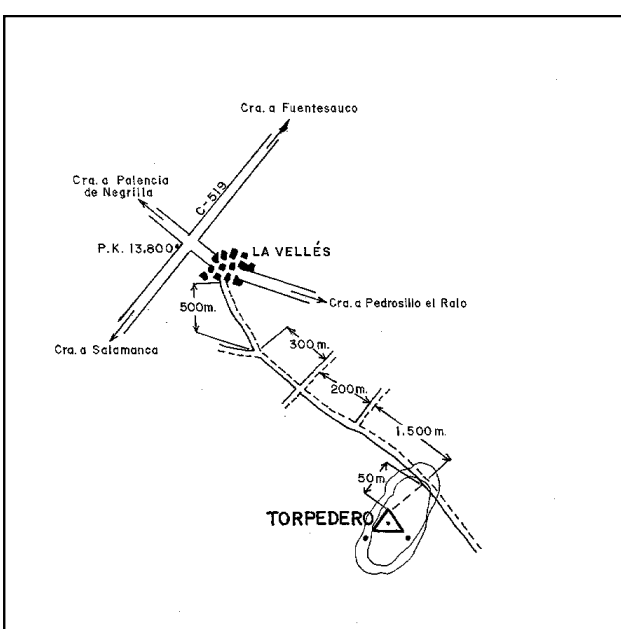 Cra. a Fuentesauco
Cra. a Palencia
de Negrilla
C-519
P.K. 13,800
LA VELLÉS
500m.
Cra. a Pedrosillo el Ralo
Cra. a Salamanca
300m.
200m.
1.500m.
50m.
TORPEDERO